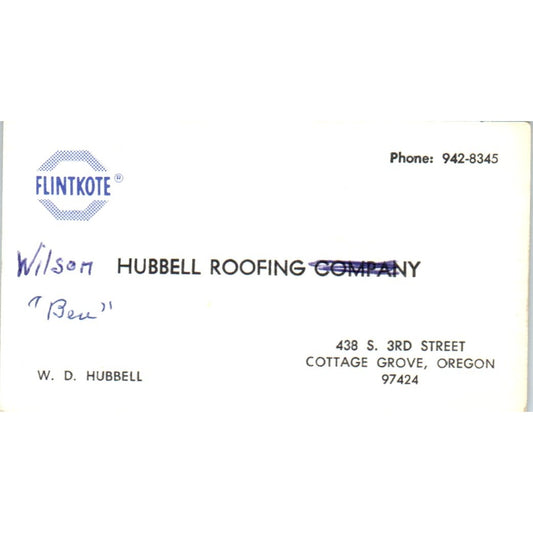 Phone: 942-8345
FLINTKOTE®
Wilson HUBBELL ROOFING COMPANY
"Ben"
438 S. 3RD STREET
COTTAGE GROVE, OREGON
97424
W. D. HUBBELL